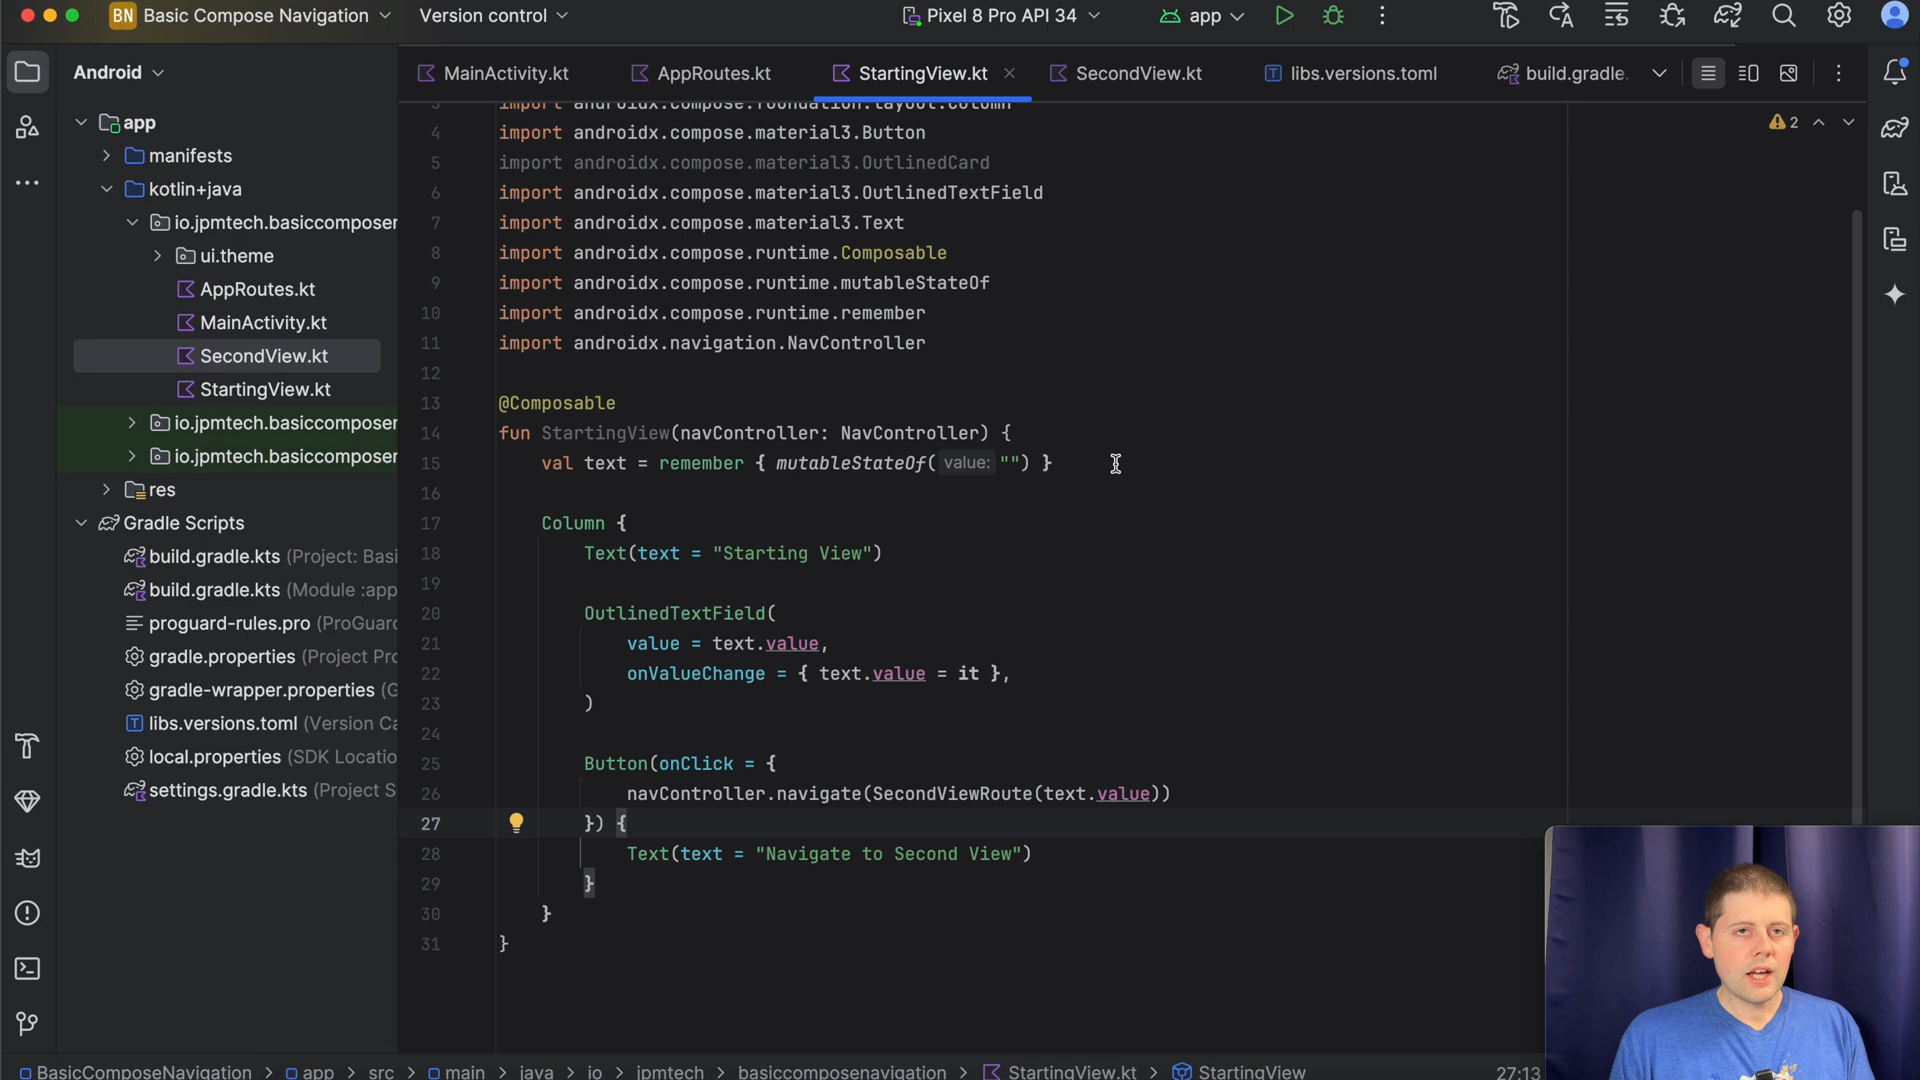 BN Basic Compose Navigation Version control Pixel 8 Pro API 34 app
Android MainActivity.kt AppRoutes.kt StartingView.kt SecondView.kt libs.versions.toml build.gradle.
app
manifests
kotlin+java
io.jpmtech.basiccomposer
ui.theme
AppRoutes.kt
MainActivity.kt
SecondView.kt
StartingView.kt
io.jpmtech.basiccomposer
io.jpmtech.basiccomposer
res
Gradle Scripts
build.gradle.kts (Project: Basi
build.gradle.kts (Module :app
proguard-rules.pro (ProGuard
gradle.properties (Project Pro
gradle-wrapper.properties (G
libs.versions.toml (Version Ca
local.properties (SDK Locatio
settings.gradle.kts (Project S
2
3 import androidx.compose.foundation.layout.Column
4 import androidx.compose.material3.Button
5 import androidx.compose.material3.OutlinedCard
6 import androidx.compose.material3.OutlinedTextField
7 import androidx.compose.material3.Text
8 import androidx.compose.runtime.Composable
9 import androidx.compose.runtime.mutableStateOf
10 import androidx.compose.runtime.remember
11 import androidx.navigation.NavController
12
13 @Composable
14 fun StartingView(navController: NavController) {
15 val text = remember { mutableStateOf( value: "") }
16
17 Column {
18 Text(text = "Starting View")
19
20 OutlinedTextField(
21 value = text.value,
22 onValueChange = { text.value = it },
23 )
24
25 Button(onClick = {
26 navController.navigate(SecondViewRoute(text.value))
27 }) {
28 Text(text = "Navigate to Second View")
29 }
30 }
31 }
BasicComposeNavigation > app > src > main > java > io > jpmtech > basiccomposenavigation > StartingView.kt > StartingView 27:13